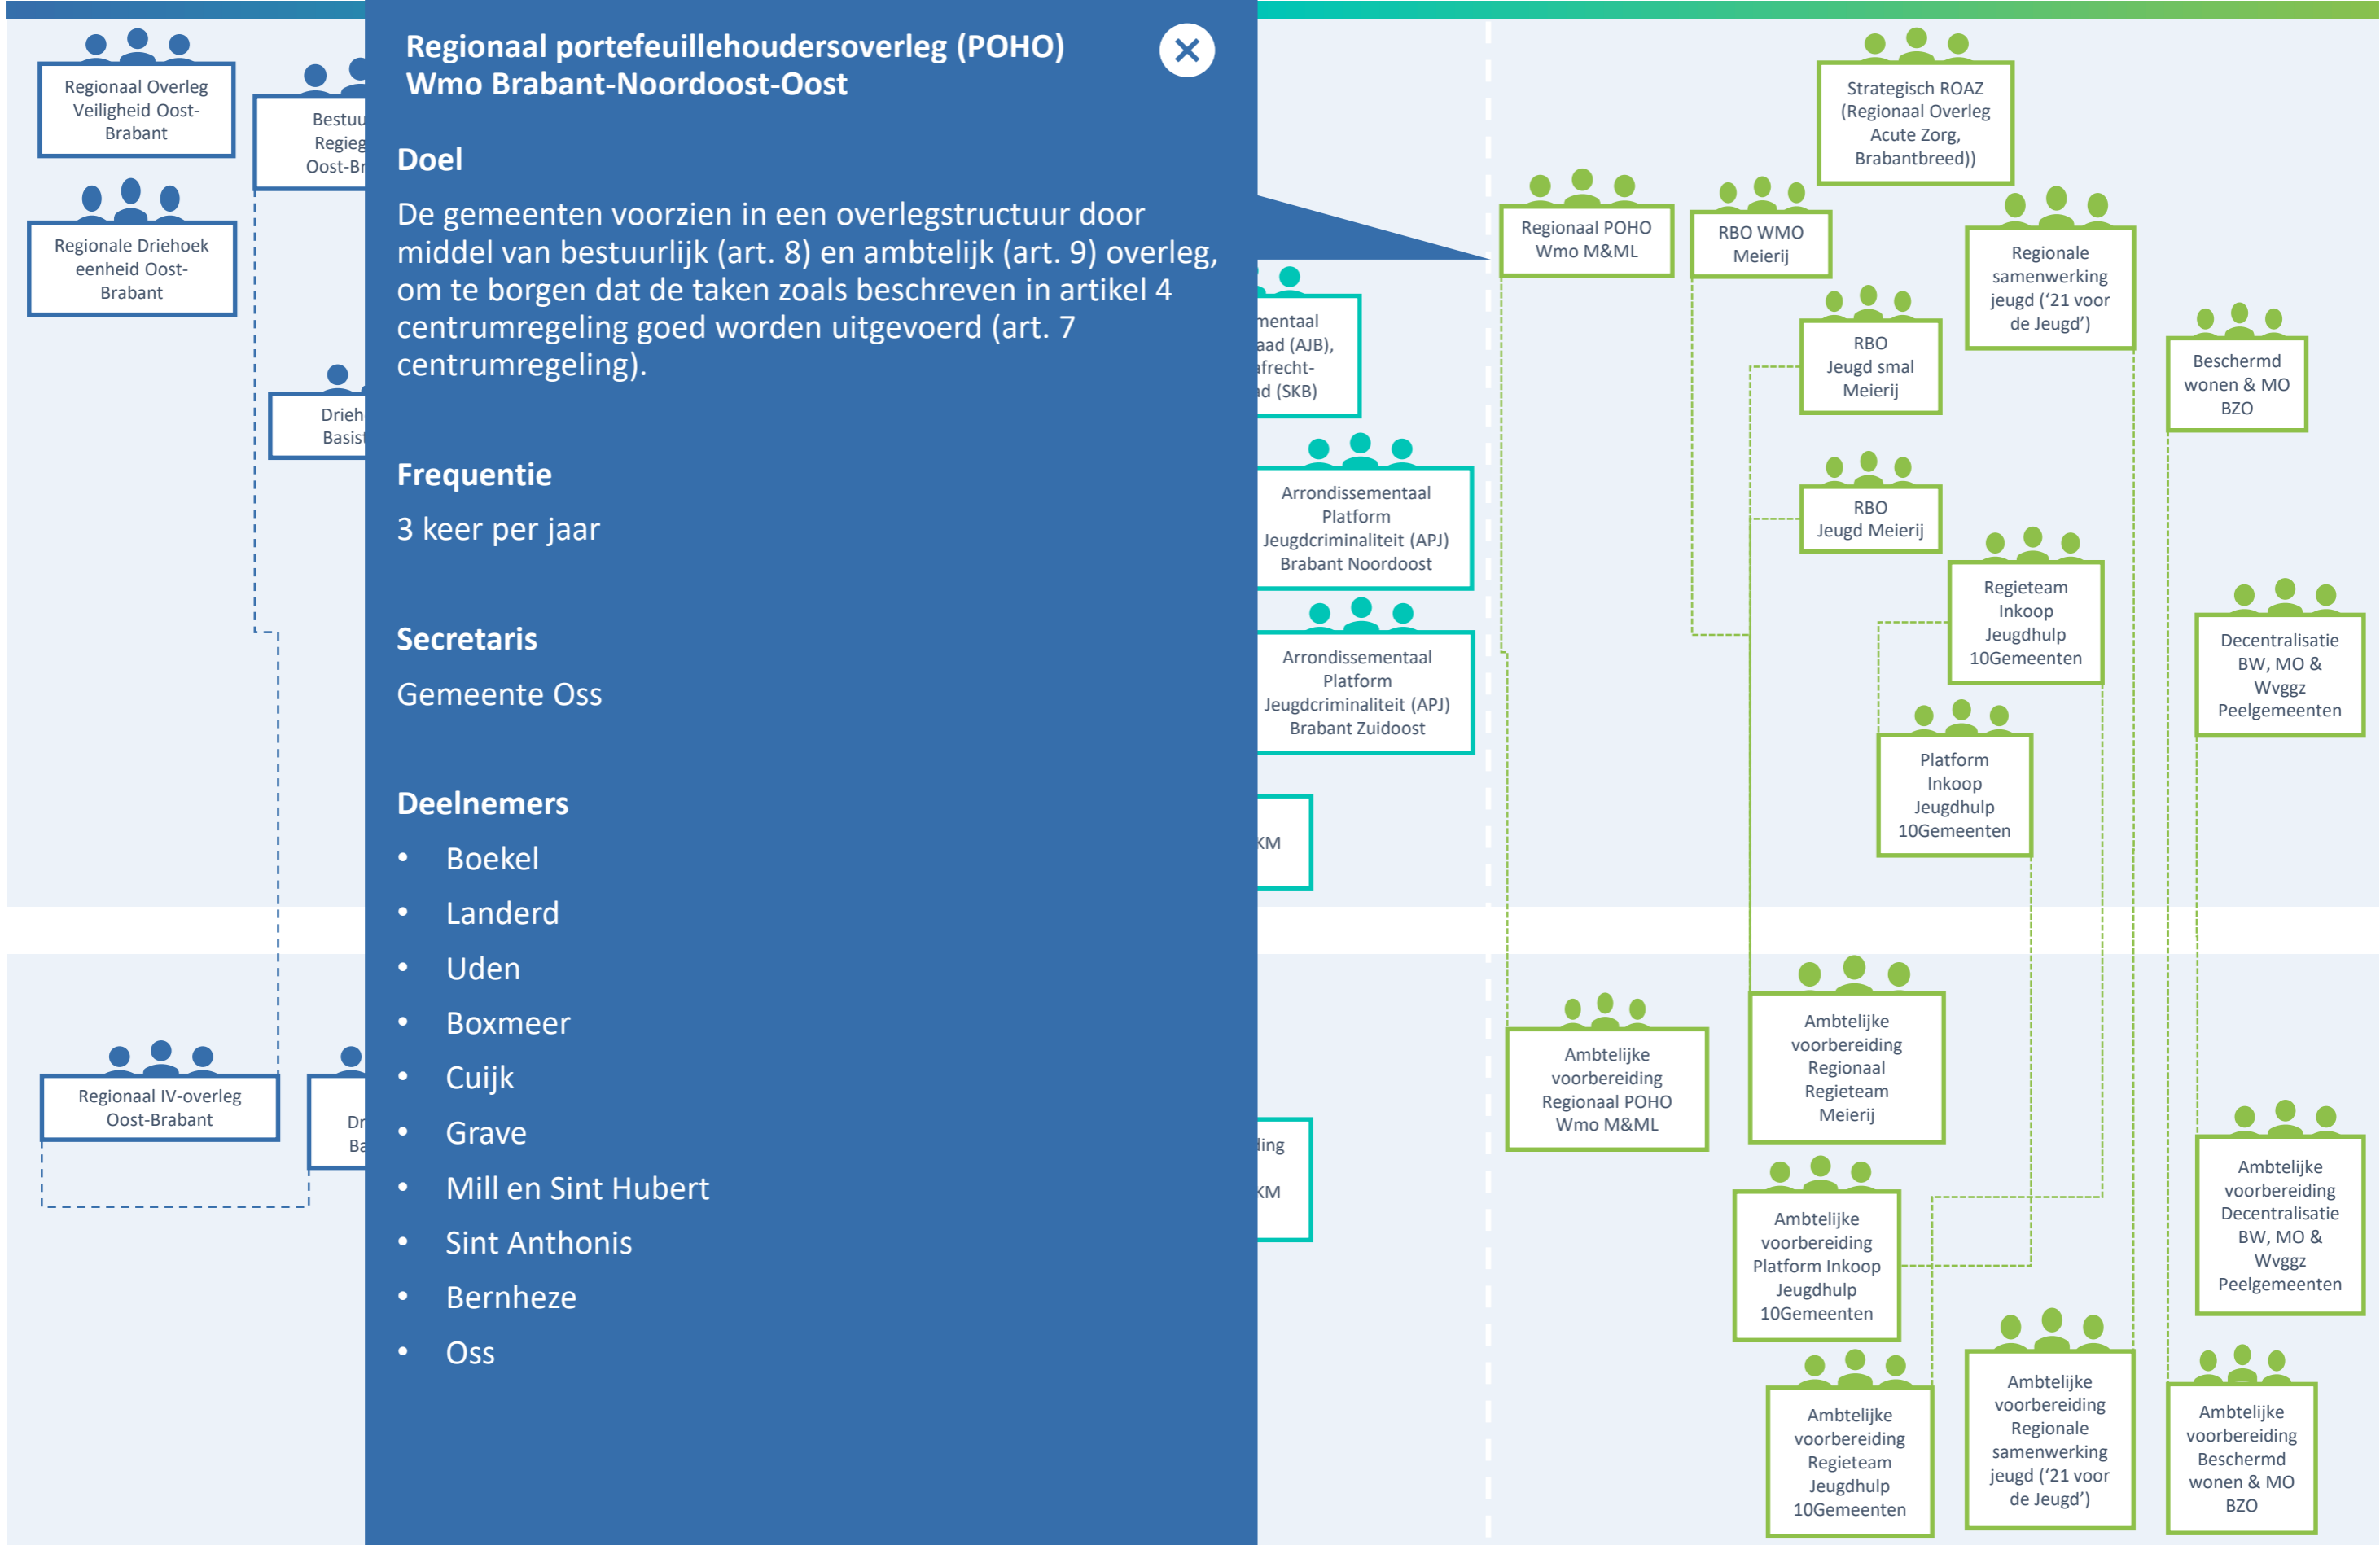 Regionaal Overleg
Veiligheid Oost-
Brabant
Regionale Driehoek
eenheid Oost-
Brabant
Regionaal IV-overleg
Oost-Brabant
Regionaal portefeuillehoudersoverleg (POHO)
Wmo Brabant-Noordoost-Oost
Doel
De gemeenten voorzien in een overlegstructuur door
middel van bestuurlijk (art. 8) en ambtelijk (art. 9) overleg,
om te borgen dat de taken zoals beschreven in artikel 4
centrumregeling goed worden uitgevoerd (art. 7
centrumregeling).
Frequentie
3 keer per jaar
Secretaris
Gemeente Oss
Deelnemers
• Boekel
• Landerd
• Uden
• Boxmeer
• Cuijk
• Grave
• Mill en Sint Hubert
• Sint Anthonis
• Bernheze
• Oss
(AJB),
(SKB)
Arrondissementaal
Platform
Jeugdcriminaliteit (APJ)
Brabant Noordoost
Arrondissementaal
Platform
Jeugdcriminaliteit (APJ)
Brabant Zuidoost
Strategisch ROAZ
(Regionaal Overleg
Acute Zorg,
Brabantbreed))
Regionaal POHO
Wmo M&ML
RBO WMO
Meierij
Regionale
samenwerking
jeugd (‘21 voor
de Jeugd’)
RBO
Jeugd smal
Meierij
Beschermd
wonen & MO
BZO
RBO
Jeugd Meierij
Regieteam
Inkoop
Jeugdhulp
10Gemeenten
Decentralisatie
BW, MO &
Wvggz
Peelgemeenten
Platform
Inkoop
Jeugdhulp
10Gemeenten
Ambtelijke
voorbereiding
Regionaal POHO
Wmo M&ML
Ambtelijke
voorbereiding
Regionaal
Regieteam
Meierij
Ambtelijke
voorbereiding
Platform Inkoop
Jeugdhulp
10Gemeenten
Ambtelijke
voorbereiding
Decentralisatie
BW, MO &
Wvggz
Peelgemeenten
Ambtelijke
voorbereiding
Regieteam
Jeugdhulp
10Gemeenten
Ambtelijke
voorbereiding
Regionale
samenwerking
jeugd (‘21 voor
de Jeugd’)
Ambtelijke
voorbereiding
Beschermd
wonen & MO
BZO